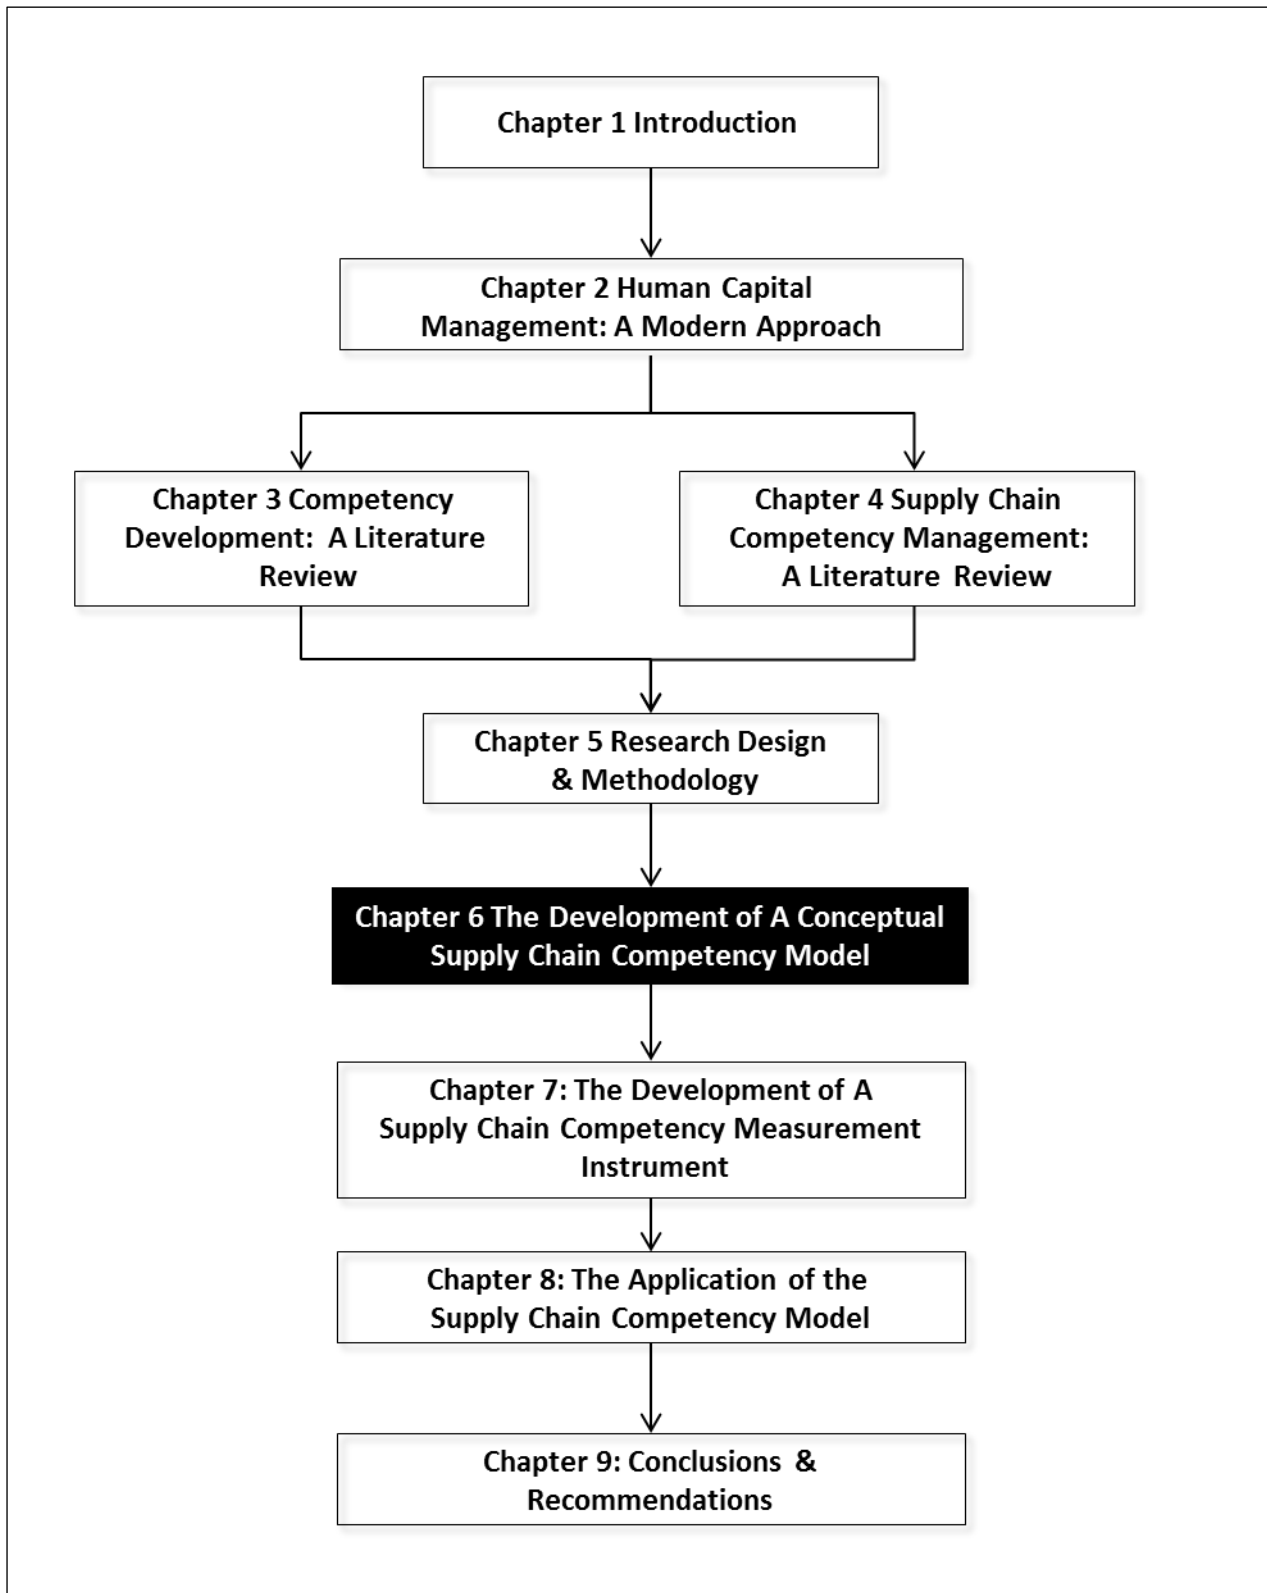 Chapter 1 Introduction
Chapter 2 Human Capital
Management: A Modern Approach
Chapter 3 Competency
Development:  A Literature
Review
Chapter 4 Supply Chain
Competency Management:
A Literature Review
Chapter 5 Research Design
& Methodology
Chapter 6 The Development of A Conceptual
Supply Chain Competency Model
Chapter 7: The Development of A
Supply Chain Competency Measurement
Instrument
Chapter 8: The Application of the
Supply Chain Competency Model
Chapter 9: Conclusions &
Recommendations